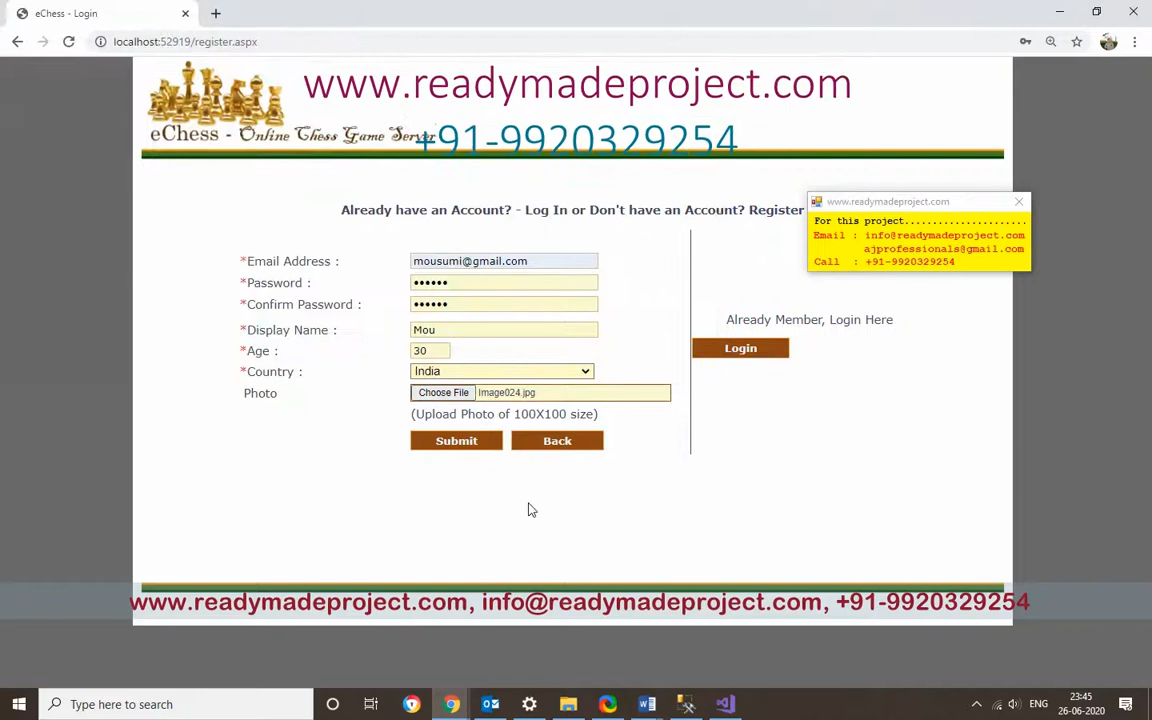 eChess - Login
localhost:52919/register.aspx
www.readymadeproject.com
eChess - Online Chess Game Server
+91-9920329254
Already have an Account? - Log In or Don't have an Account? Register
www.readymadeproject.com
For this project......................
Email : info@readymadeproject.com
ajprofessionals@gmail.com
Call : +91-9920329254
*Email Address :
mousumi@gmail.com
*Password :
••••••
*Confirm Password :
••••••
*Display Name :
Mou
*Age :
30
*Country :
India
Photo
Choose File
Image024.jpg
(Upload Photo of 100X100 size)
Submit
Back
Already Member, Login Here
Login
www.readymadeproject.com, info@readymadeproject.com, +91-9920329254
Type here to search
ENG
23:45
26-06-2020